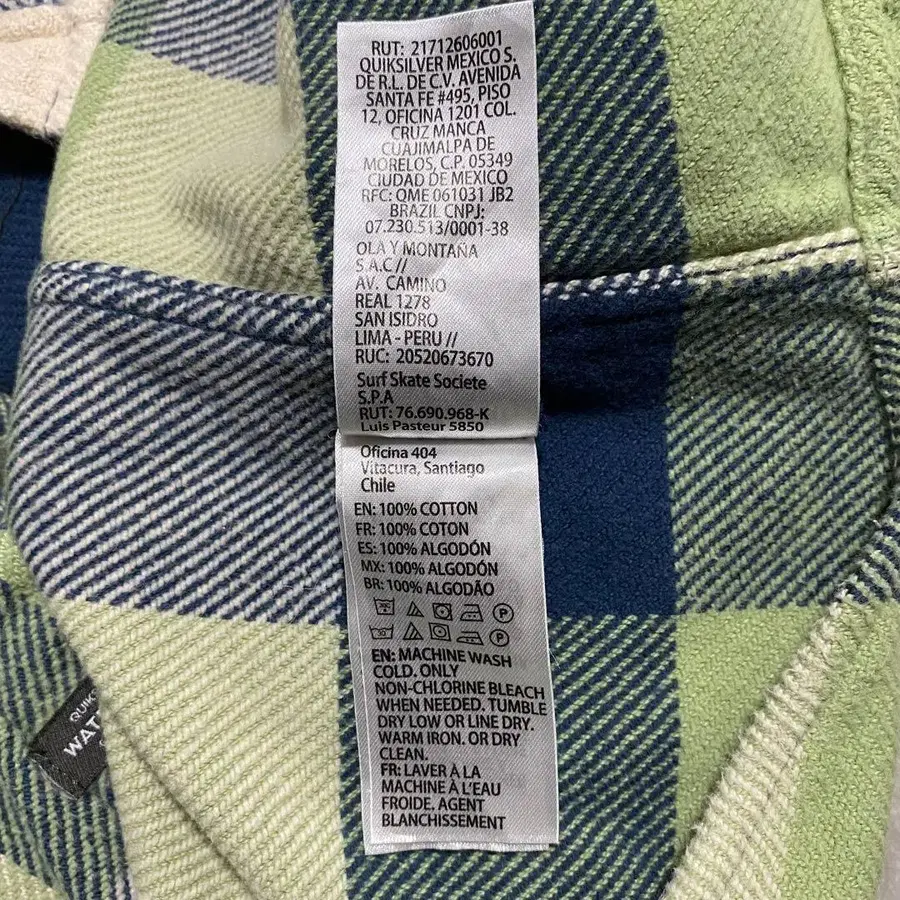 RUT: 21712606001
QUIKSILVER MEXICO S.
DE R.L. DE C.V. AVENIDA
SANTA FE #495, PISO
12, OFICINA 1201 COL.
CRUZ MANCA
CUAJIMALPA DE
MORELOS, C.P. 05349
CIUDAD DE MEXICO
RFC: QME 061031 JB2
BRAZIL CNPJ:
07.230.513/0001-38
OLA Y MONTAÑA
S.A.C//
AV. CAMINO
REAL 1278
SAN ISIDRO
LIMA - PERU //
RUC: 20520673670
Surf Skate Societe
S.P.A
RUT: 76.690.968-K
Luis Pasteur 5850
Oficina 404
Vitacura, Santiago
Chile
EN: 100% COTTON
FR: 100% COTON
ES: 100% ALGODÓN
MX: 100% ALGODÓN
BR: 100% ALGODÃO
P
P
EN: MACHINE WASH
COLD. ONLY
NON-CHLORINE BLEACH
WHEN NEEDED. TUMBLE
DRY LOW OR LINE DRY.
WARM IRON. OR DRY
CLEAN.
FR: LAVER À LA
MACHINE À L'EAU
FROIDE. AGENT
BLANCHISSEMENT
QUIK
WAT